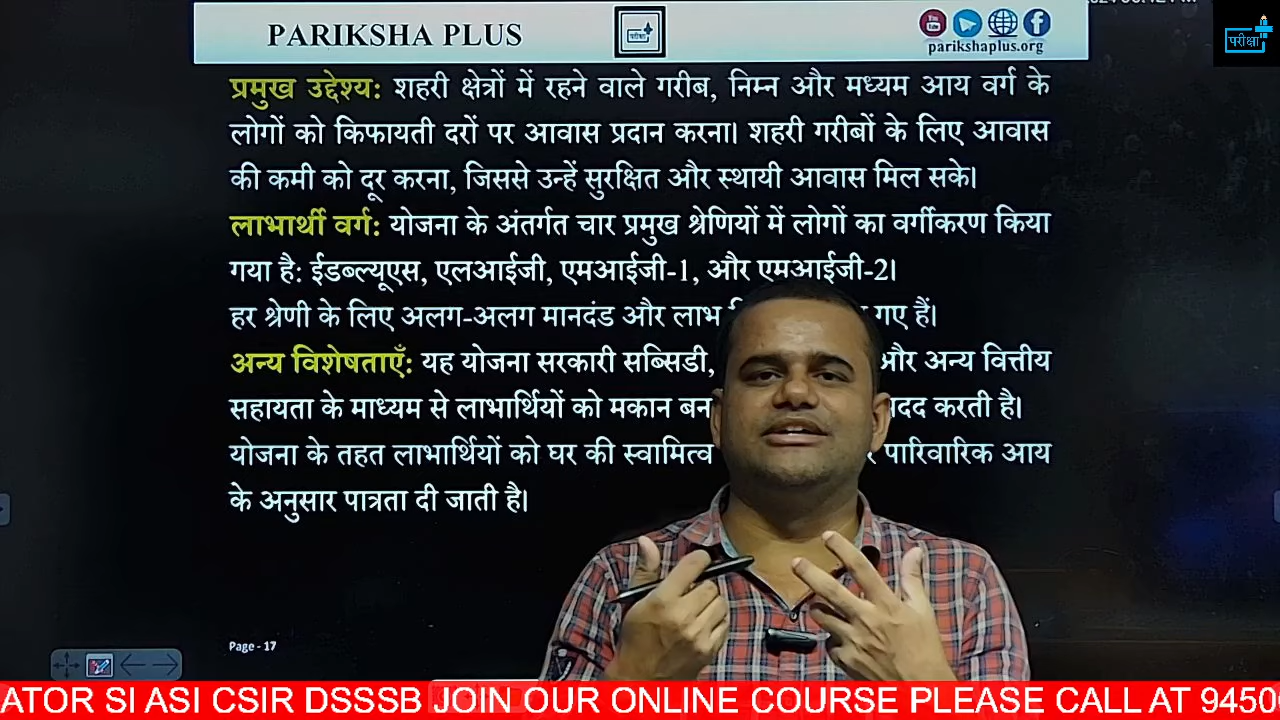 PARIKSHA PLUS
parikshaplus.org
परीक्षा
प्रमुख उद्देश्य: शहरी क्षेत्रों में रहने वाले गरीब, निम्न और मध्यम आय वर्ग के
लोगों को किफायती दरों पर आवास प्रदान करना। शहरी गरीबों के लिए आवास
की कमी को दूर करना, जिससे उन्हें सुरक्षित और स्थायी आवास मिल सके।
लाभार्थी वर्ग: योजना के अंतर्गत चार प्रमुख श्रेणियों में लोगों का वर्गीकरण किया
गया है: ईडब्ल्यूएस, एलआईजी, एमआईजी-1, और एमआईजी-2।
हर श्रेणी के लिए अलग-अलग मानदंड और लाभ गए हैं।
अन्य विशेषताएँ: यह योजना सरकारी सब्सिडी, और अन्य वित्तीय
सहायता के माध्यम से लाभार्थियों को मकान करती है।
योजना के तहत लाभार्थियों को घर की स्वामित्व पारिवारिक आय
के अनुसार पात्रता दी जाती है।
Page - 17
ATOR SI ASI CSIR DSSSB JOIN OUR ONLINE COURSE PLEASE CALL AT 9450